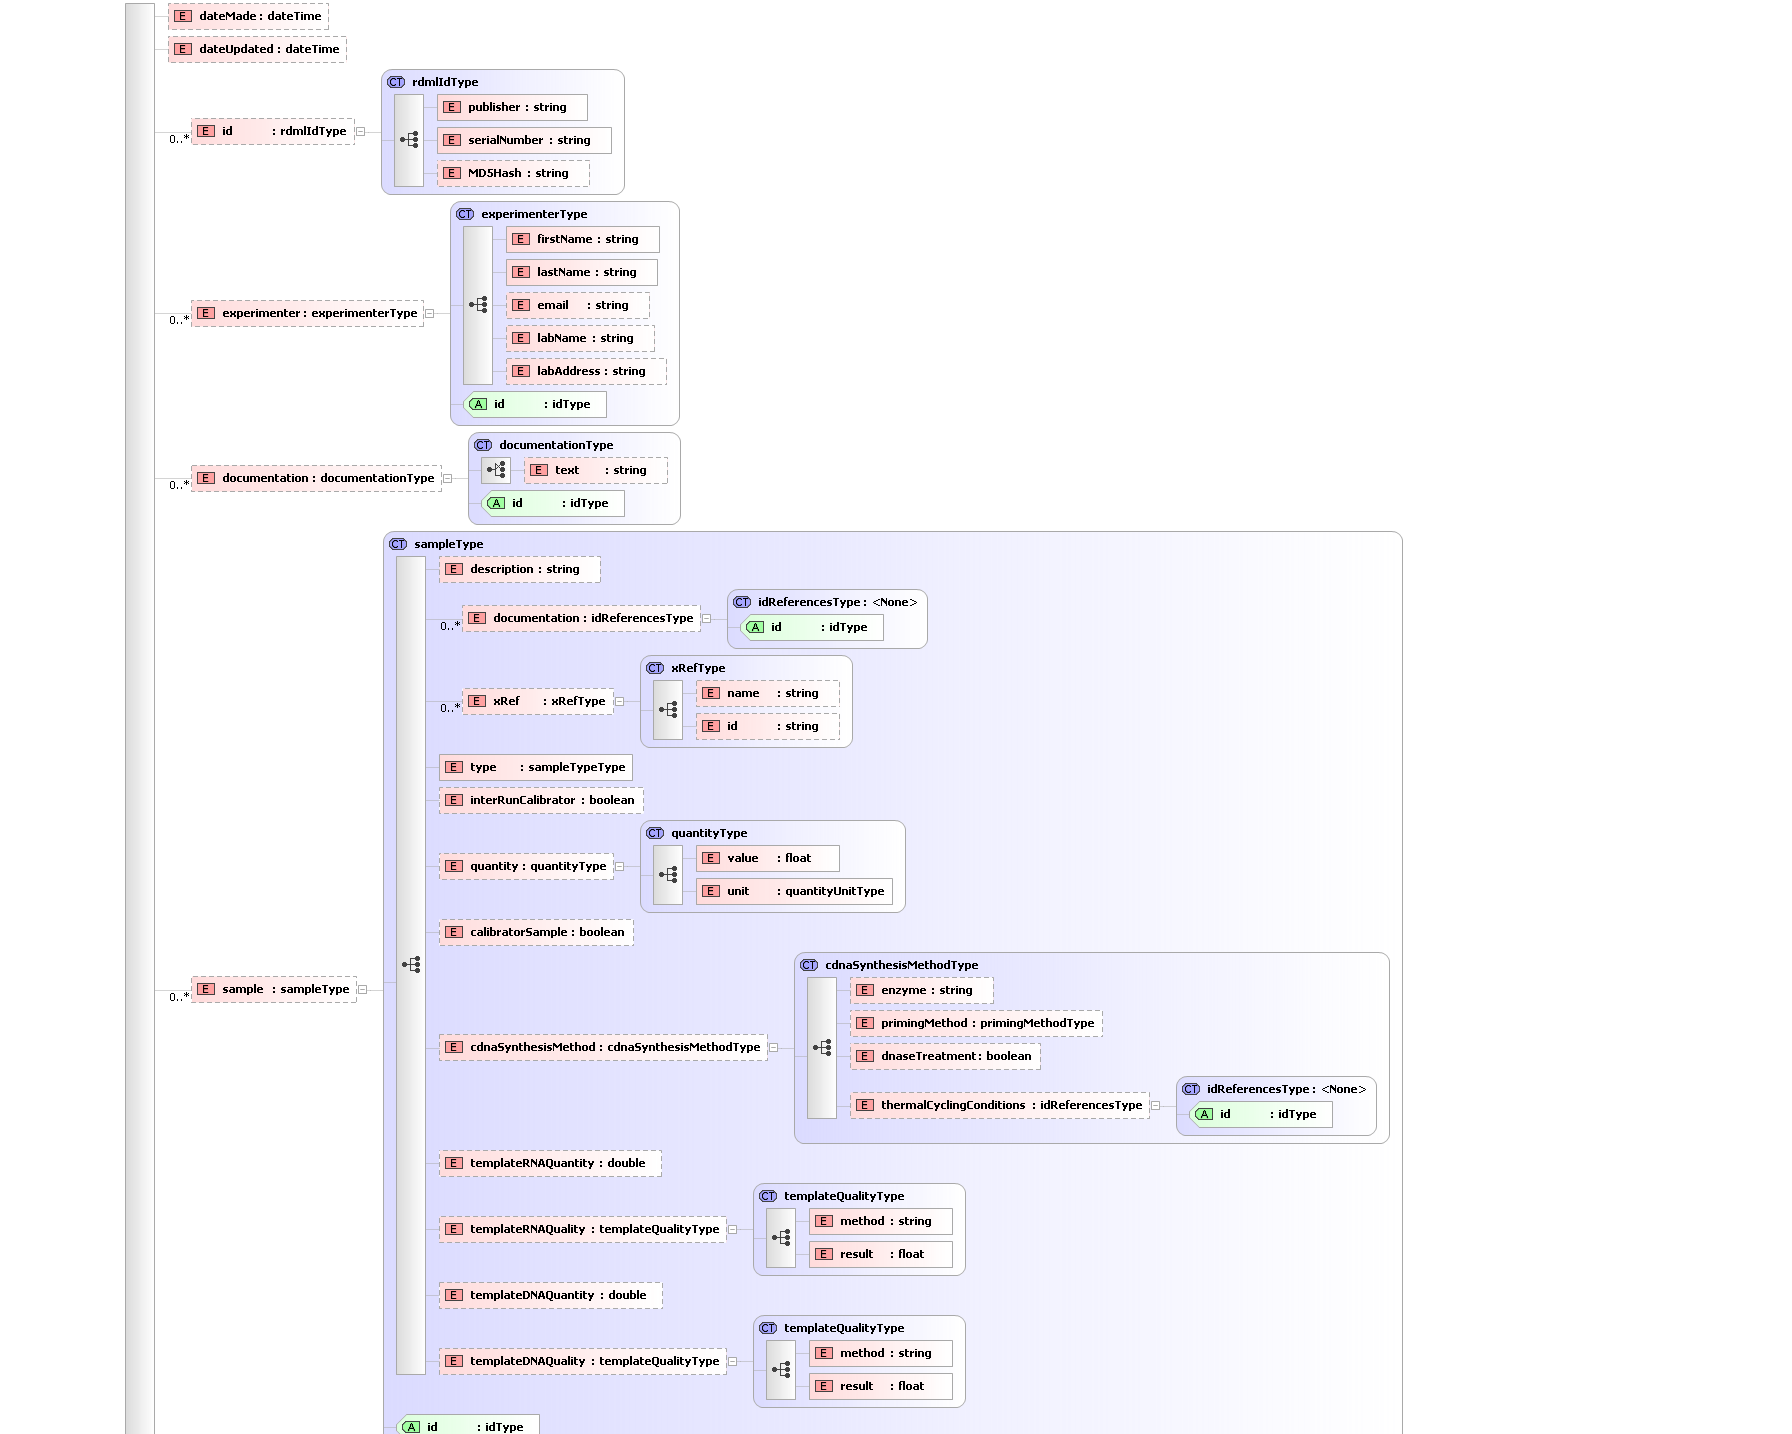 E dateMade : dateTime
E dateUpdated : dateTime
CT rdmlIdType
E publisher : string
0..* E id : rdmlIdType
E serialNumber : string
E MD5Hash : string
CT experimenterType
E firstName : string
E lastName : string
E email : string
0..* E experimenter : experimenterType
E labName : string
E labAddress : string
A id : idType
CT documentationType
E text : string
0..* E documentation : documentationType
A id : idType
CT sampleType
E description : string
CT idReferencesType : <None>
0..* E documentation : idReferencesType
A id : idType
CT xRefType
E name : string
0..* E xRef : xRefType
E id : string
E type : sampleTypeType
E interRunCalibrator : boolean
CT quantityType
E value : float
E quantity : quantityType
E unit : quantityUnitType
E calibratorSample : boolean
CT cdnaSynthesisMethodType
0..* E sample : sampleType
E enzyme : string
E primingMethod : primingMethodType
E cdnaSynthesisMethod : cdnaSynthesisMethodType
E dnaseTreatment : boolean
CT idReferencesType : <None>
E thermalCyclingConditions : idReferencesType
A id : idType
E templateRNAQuantity : double
CT templateQualityType
E method : string
E templateRNAQuality : templateQualityType
E result : float
E templateDNAQuantity : double
CT templateQualityType
E method : string
E templateDNAQuality : templateQualityType
E result : float
A id : idType